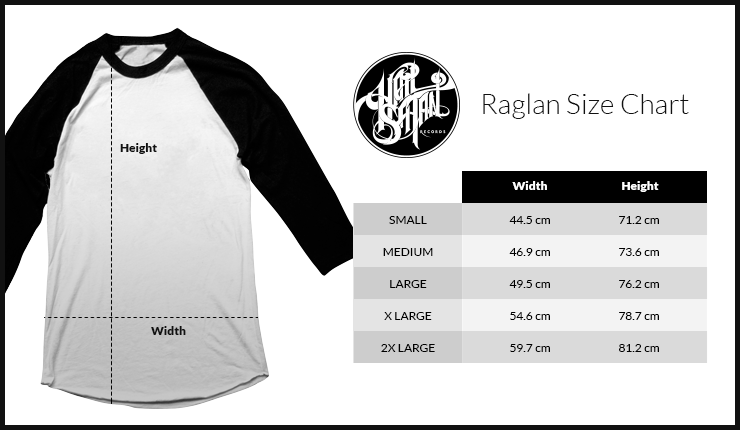 HAIL
SATAN
RECORDS
Raglan Size Chart
Height
Width
Width Height
SMALL 44.5 cm 71.2 cm
MEDIUM 46.9 cm 73.6 cm
LARGE 49.5 cm 76.2 cm
X LARGE 54.6 cm 78.7 cm
2X LARGE 59.7 cm 81.2 cm